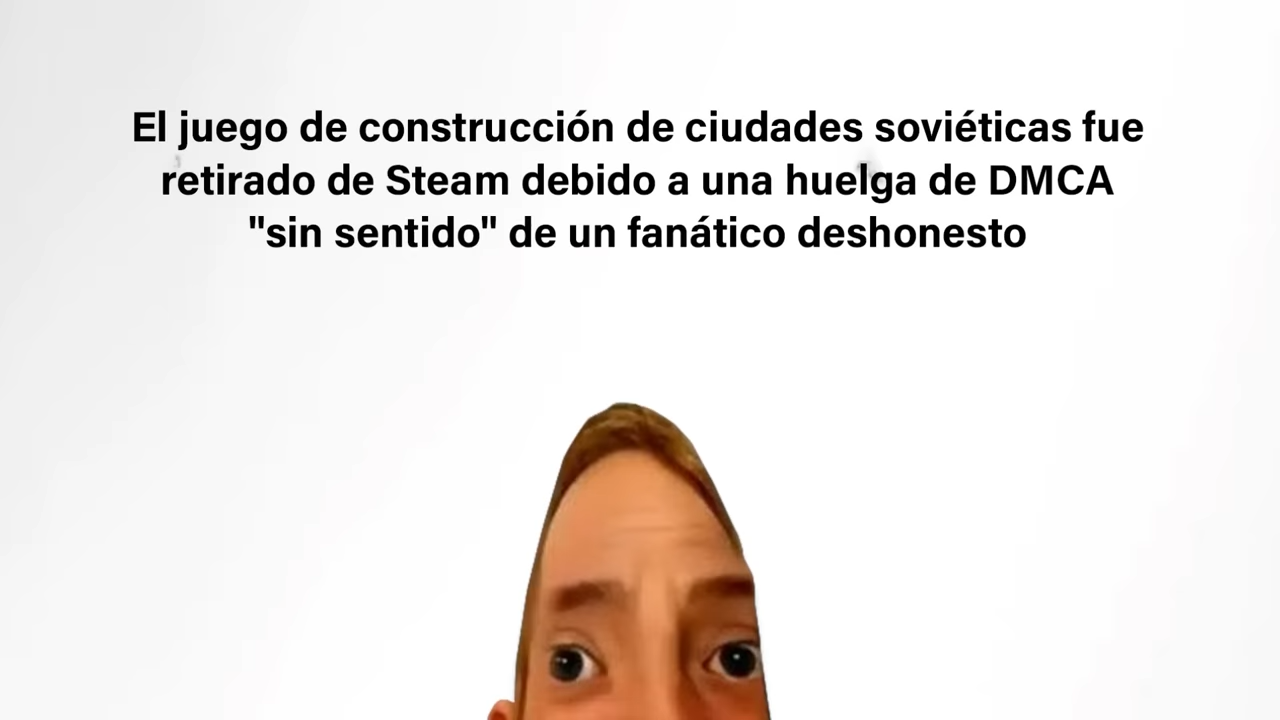 El juego de construcción de ciudades soviéticas fue
retirado de Steam debido a una huelga de DMCA
"sin sentido" de un fanático deshonesto